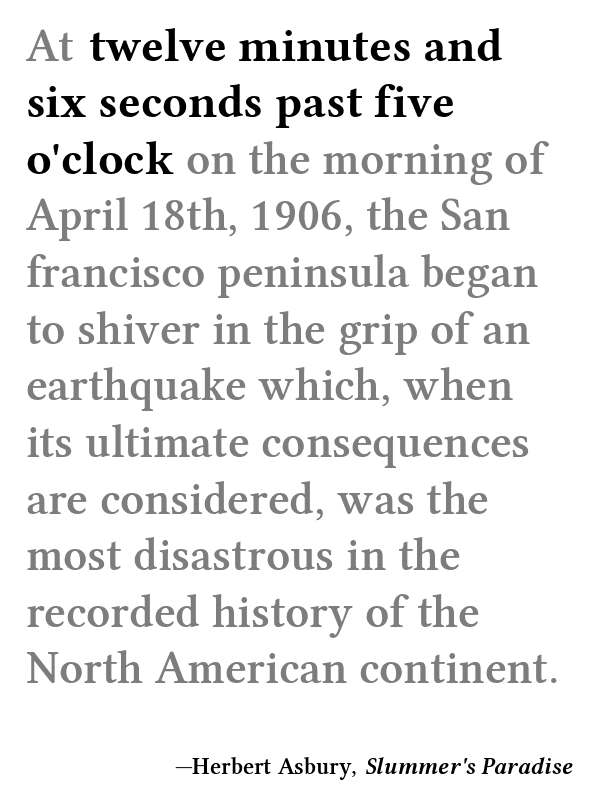 At twelve minutes and
six seconds past five
o'clock on the morning of
April 18th, 1906, the San
francisco peninsula began
to shiver in the grip of an
earthquake which, when
its ultimate consequences
are considered, was the
most disastrous in the
recorded history of the
North American continent.
—Herbert Asbury, Slummer's Paradise